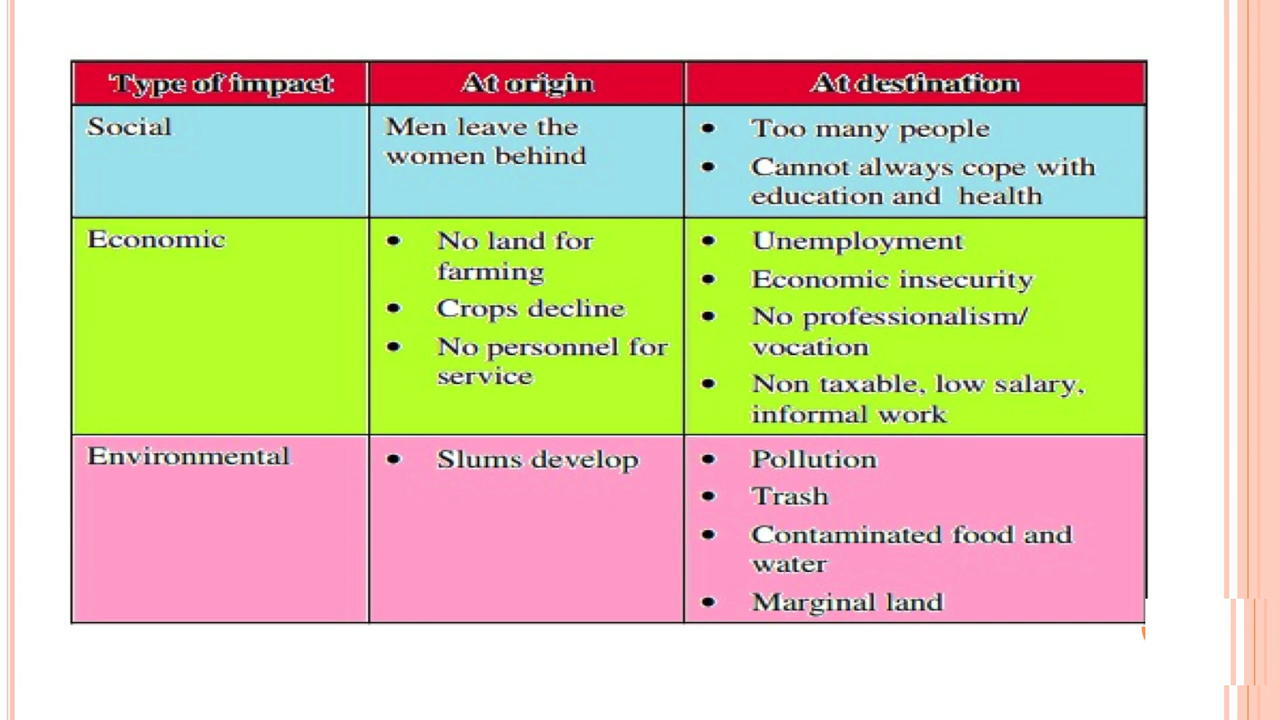 Type of impact
At origin
At destination
Social
Men leave the
women behind
• Too many people
• Cannot always cope with
education and health
Economic
• No land for
farming
• Crops decline
• No personnel for
service
• Unemployment
• Economic insecurity
• No professionalism/
vocation
• Non taxable, low salary,
informal work
Environmental
• Slums develop
• Pollution
• Trash
• Contaminated food and
water
• Marginal land